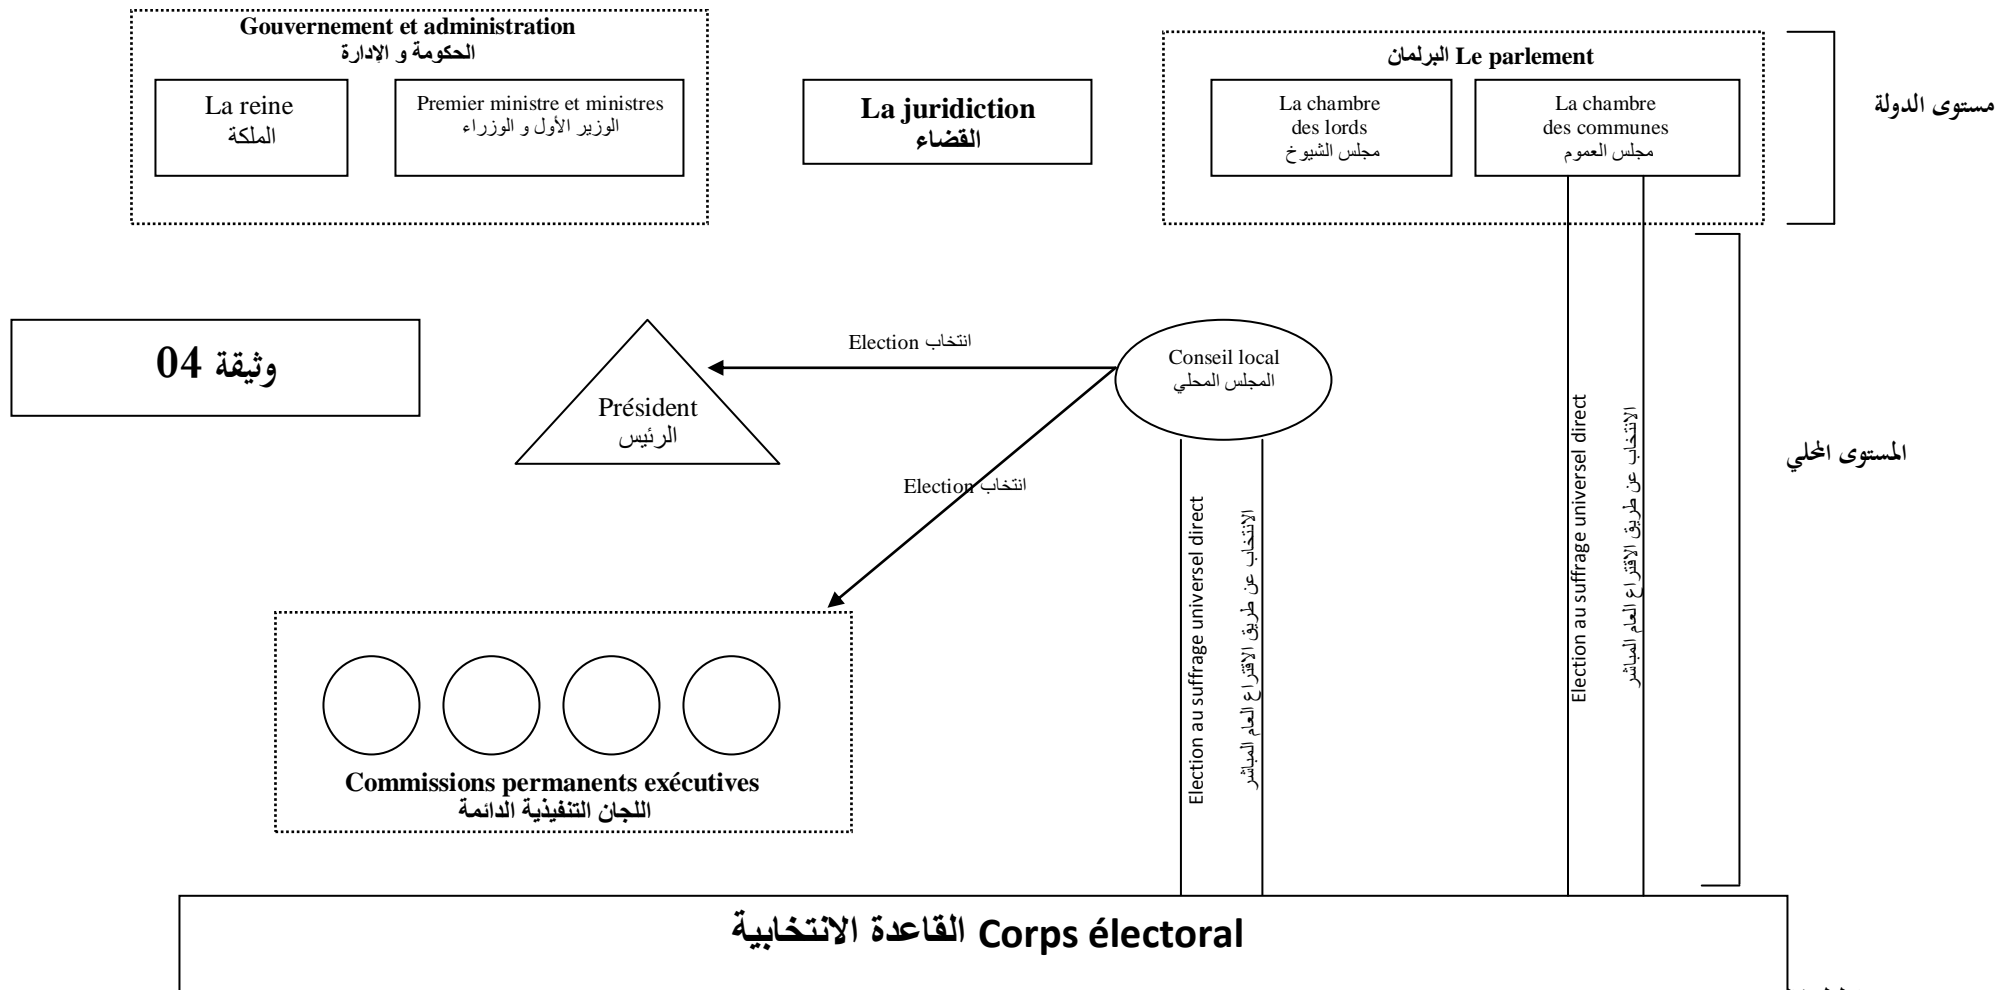 Gouvernement et administration
الحكومة و الإدارة
La reine
الملكة
Premier ministre et ministres
الوزير الأول و الوزراء
La juridiction
القضاء
Le parlement البرلمان
La chambre
des lords
مجلس الشيوخ
La chambre
des communes
مجلس العموم
مستوى الدولة
وثيقة 04
Président
الرئيس
Election انتخاب
Election انتخاب
Conseil local
المجلس المحلي
Election au suffrage universel direct
الانتخاب عن طريق الاقتراع العام المباشر
Election au suffrage universel direct
الانتخاب عن طريق الاقتراع العام المباشر
المستوى المحلي
Commissions permanents exécutives
اللجان التنفيذية الدائمة
Corps électoral القاعدة الانتخابية